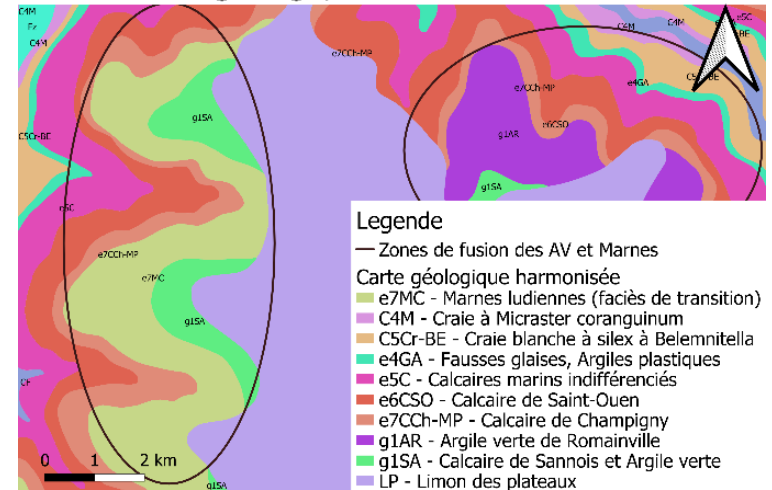 C4M
Fz
C4M
C5Cr-BE
e5C
e7CCh-MP
e7MC
g1SA
g1SA
g1SA
CF
e7CCh-MP
C4M
C4M
e5C
BE
e4GA
e7CCh-MP
e6CSO
g1AR
g1SA
0 1 2 km
Legende
Zones de fusion des AV et Marnes
Carte géologique harmonisée
e7MC - Marnes ludiennes (faciès de transition)
C4M - Craie à Micraster coranguinum
C5Cr-BE - Craie blanche à silex à Belemnitella
e4GA - Fausses glaises, Argiles plastiques
e5C - Calcaires marins indifférenciés
e6CSO - Calcaire de Saint-Ouen
e7CCh-MP - Calcaire de Champigny
g1AR - Argile verte de Romainville
g1SA - Calcaire de Sannois et Argile verte
LP - Limon des plateaux